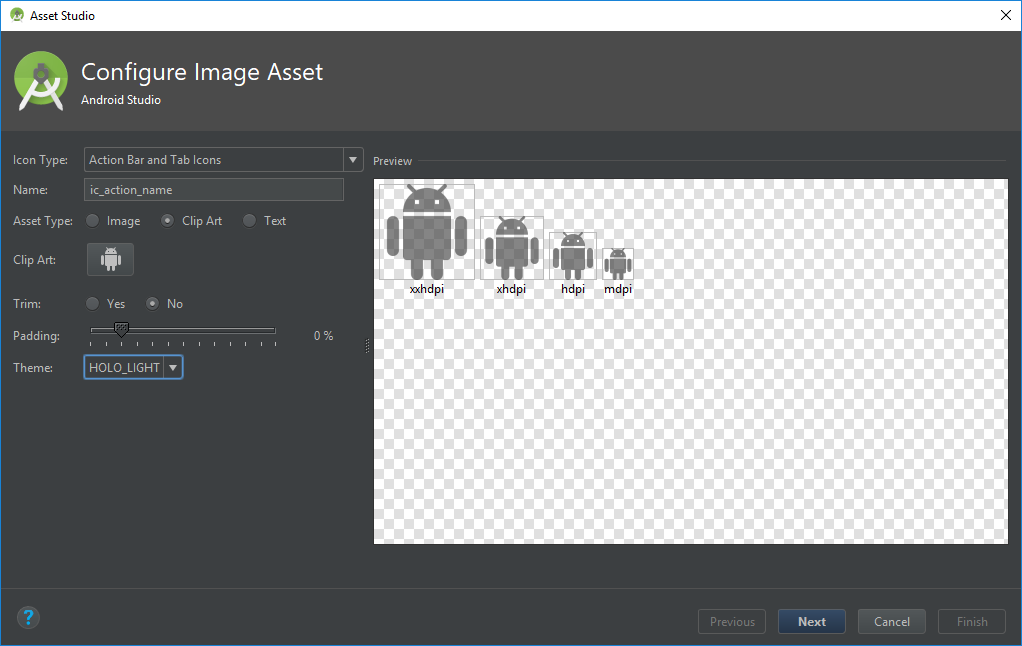 Asset Studio
Configure Image Asset
Android Studio
Icon Type: Action Bar and Tab Icons
Name: ic_action_name
Asset Type: Image Clip Art Text
Clip Art:
Trim: Yes No
Padding: 0 %
Theme: HOLO_LIGHT
Preview
xxhdpi xhdpi hdpi mdpi
? Previous Next Cancel Finish